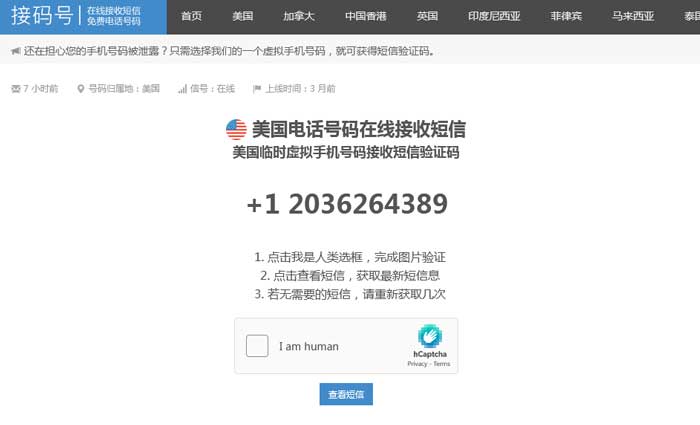 接码号
在线接收短信
免费电话号码
首页 美国 加拿大 中国香港 英国 印度尼西亚 菲律宾 马来西亚 泰国
还在担心您的手机号码被泄露？只需选择我们的一个虚拟手机号码，就可获得短信验证码。
7 小时前 号码归属地：美国 信号：在线 上线时间：3 月前
美国电话号码在线接收短信
美国临时虚拟手机号码接收短信验证码
+1 2036264389
1. 点击我是人类选框，完成图片验证
2. 点击查看短信，获取最新短信息
3. 若无需要的短信，请重新获取几次
I am human
hCaptcha
Privacy - Terms
查看短信